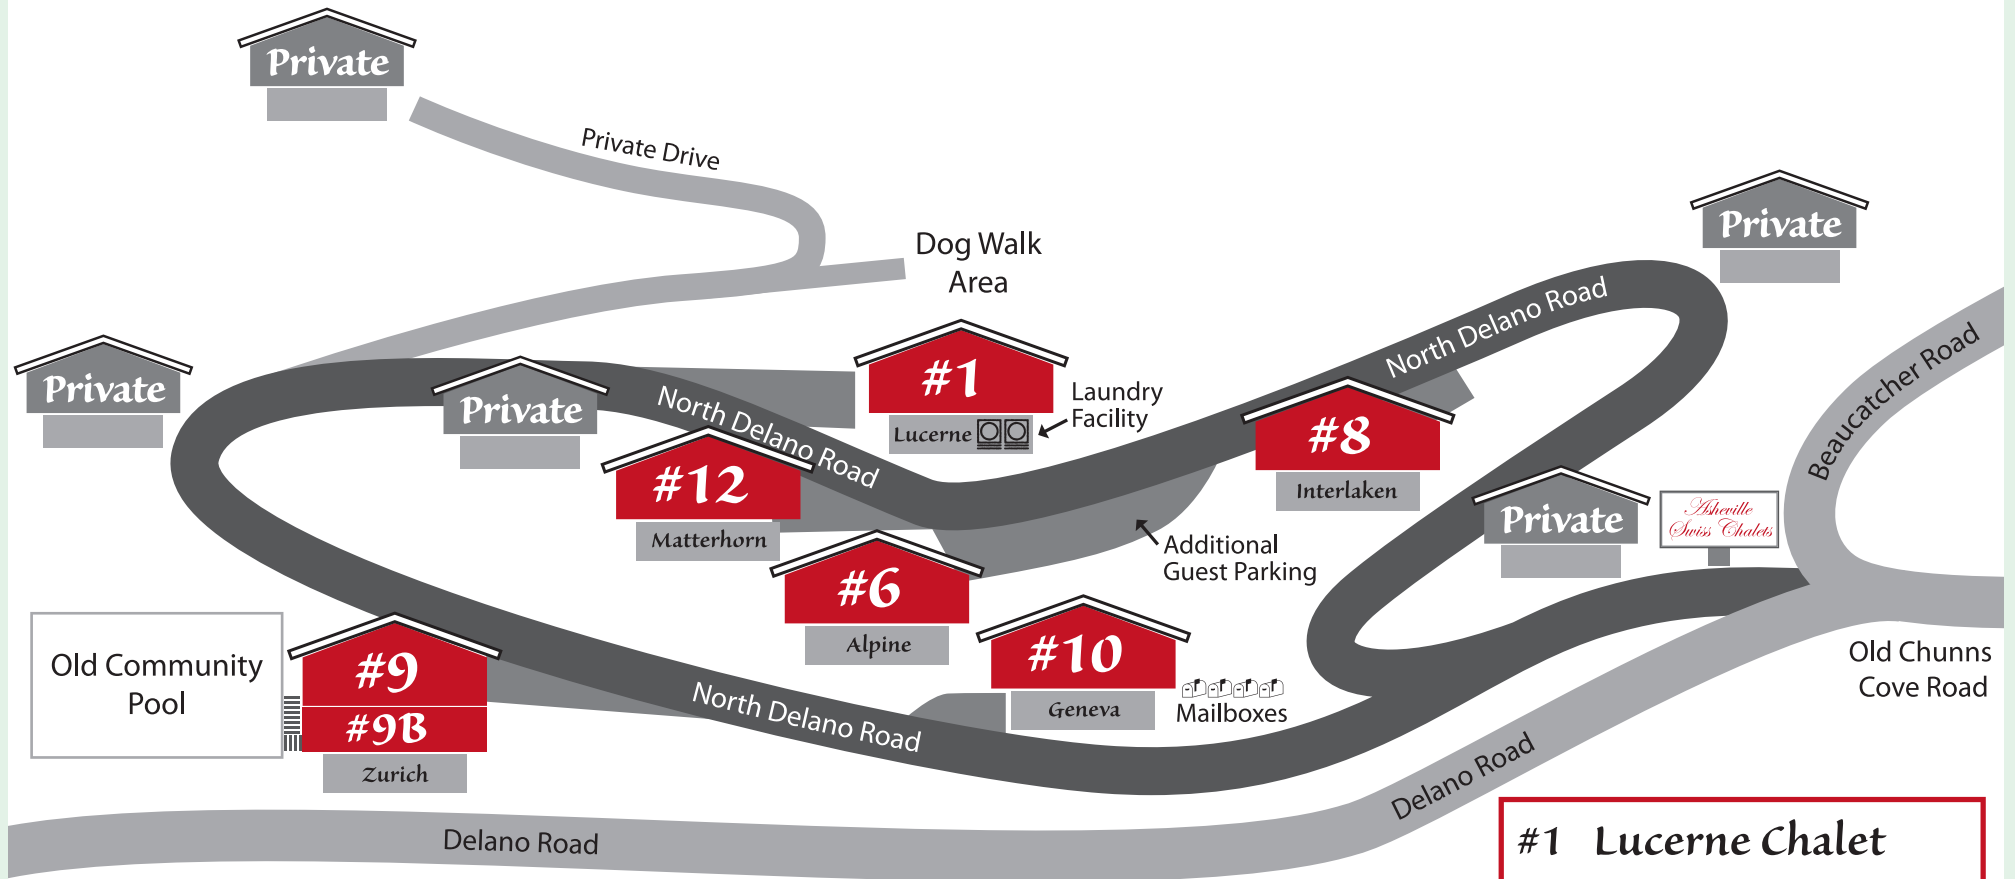 Private
Private Drive
Dog Walk
Area
Private
North Delano Road
Beaucatcher Road
Private
Private
#1
Lucerne
Laundry
Facility
North Delano Road
#8
Interlaken
#12
Matterhorn
Private
Asheville
Swiss Chalets
Additional
Guest Parking
#6
Alpine
#10
Geneva
Mailboxes
Old Community
Pool
#9
#9B
Zurich
North Delano Road
Old Chunns
Cove Road
Delano Road
Delano Road
#1 Lucerne Chalet